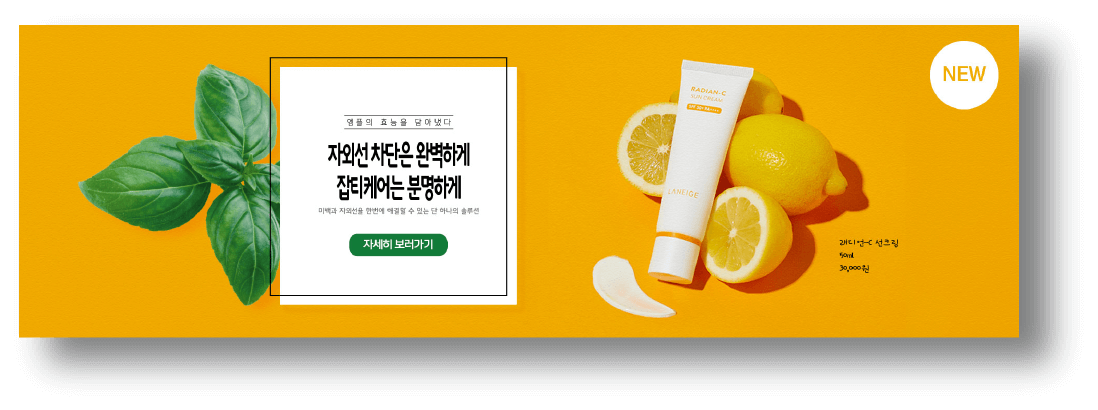 앰플의 효능을 담아냈다
자외선 차단은 완벽하게
잡티케어는 분명하게
미백과 자외선을 한번에 해결할 수 있는 단 하나의 솔루션
자세히 보러가기
RADIAN-C
SUN CREAM
LANEIGE
NEW
래디언-C 선크림
50ml
30,000원